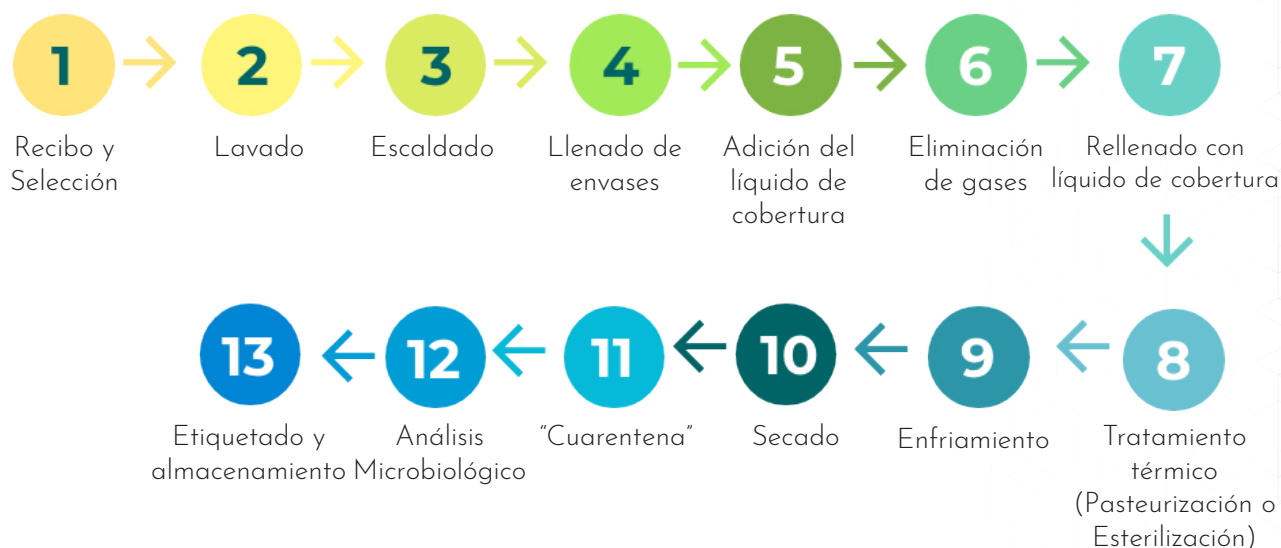 1
Recibo y
Selección
2
Lavado
3
Escaldado
4
Llenado de
envases
5
Adición del
líquido de
cobertura
6
Eliminación
de gases
7
Rellenado con
líquido de cobertura
8
Tratamiento
térmico
(Pasteurización o
Esterilización)
9
Enfriamiento
10
Secado
11
“Cuarentena”
12
Análisis
Microbiológico
13
Etiquetado y
almacenamiento